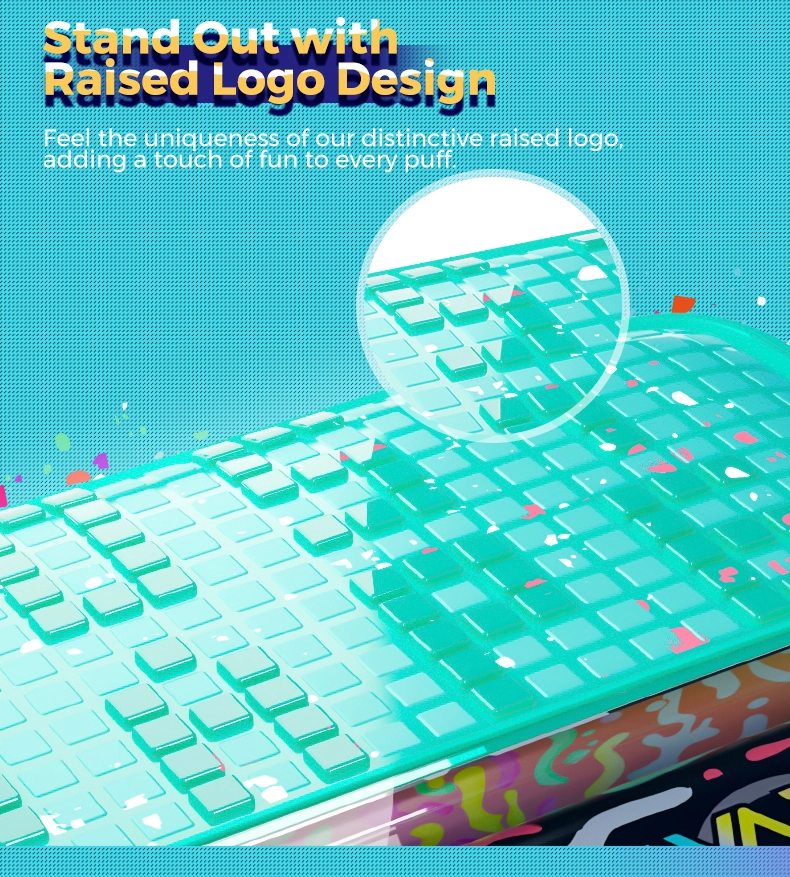 Stand Out with
Raised Logo Design
Feel the uniqueness of our distinctive raised logo,
adding a touch of fun to every puff.